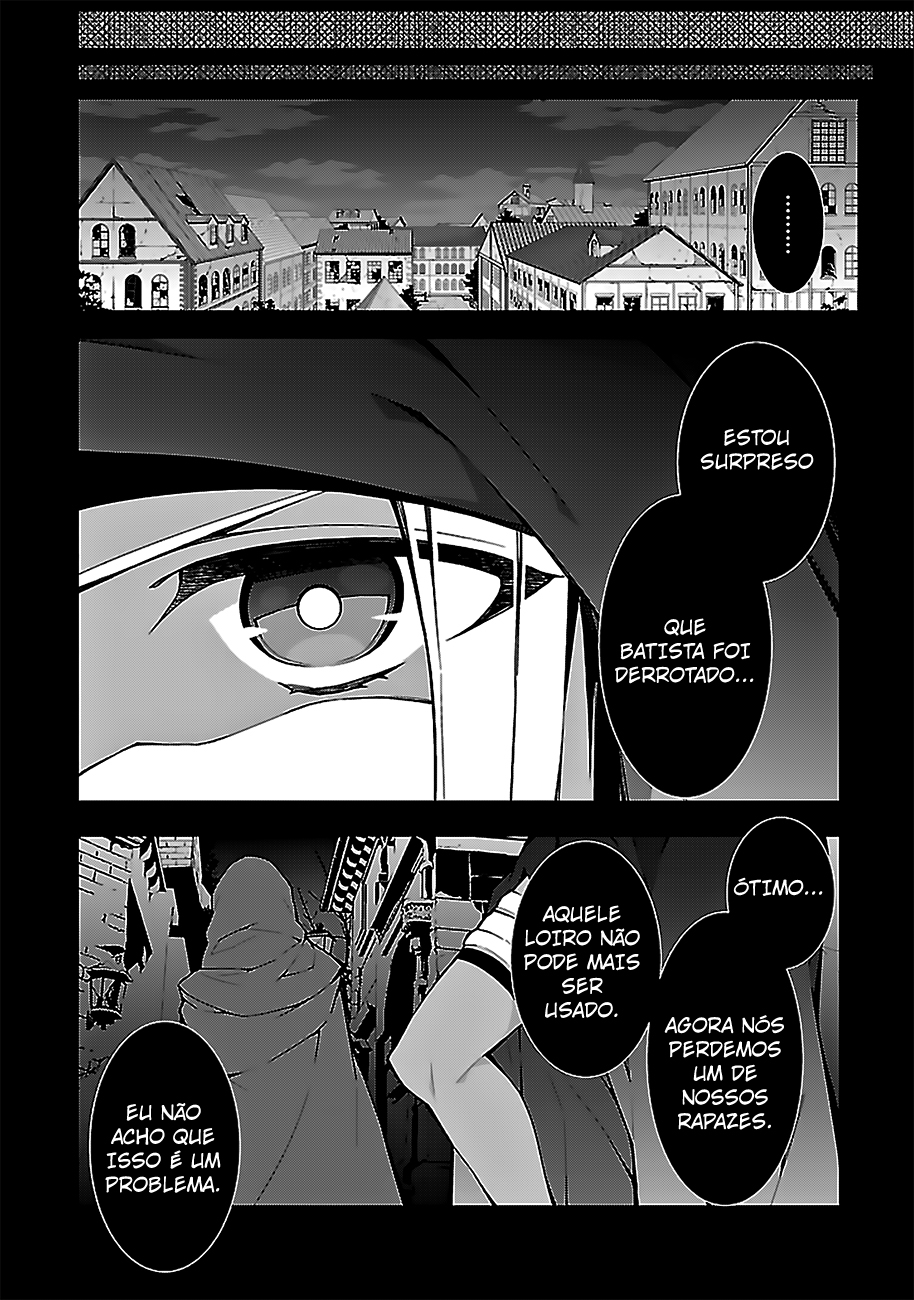 ........
ESTOU
SURPRESO
QUE
BATISTA FOI
DERROTADO...
ÓTIMO...
AGORA NÓS
PERDEMOS
UM DE
NOSSOS
RAPAZES.
AQUELE
LOIRO NÃO
PODE MAIS
SER
USADO.
EU NÃO
ACHO QUE
ISSO É UM
PROBLEMA.